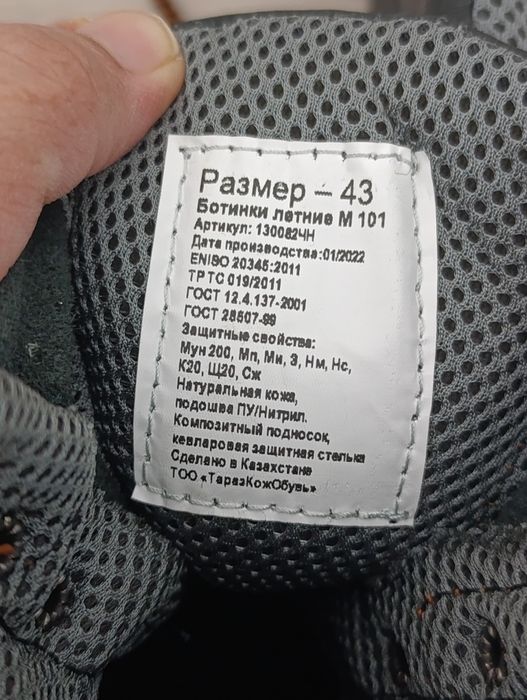 Размер – 43
Ботинки летние М 101
Артикул: 130082ЧН
Дата производства:01/2022
ENISO 20345:2011
ТР ТС 019/2011
ГОСТ 12.4.137-2001
ГОСТ 28507-99
Защитные свойства:
Мун 200, Мп, Ми, З, Нм, Нс,
К20, Щ20, Сж
Натуральная кожа,
подошва ПУ/Нитрил,
Композитный подносок,
кевларовая защитная стелька
Сделано в Казахстане
ТОО «ТаразКожОбувь»